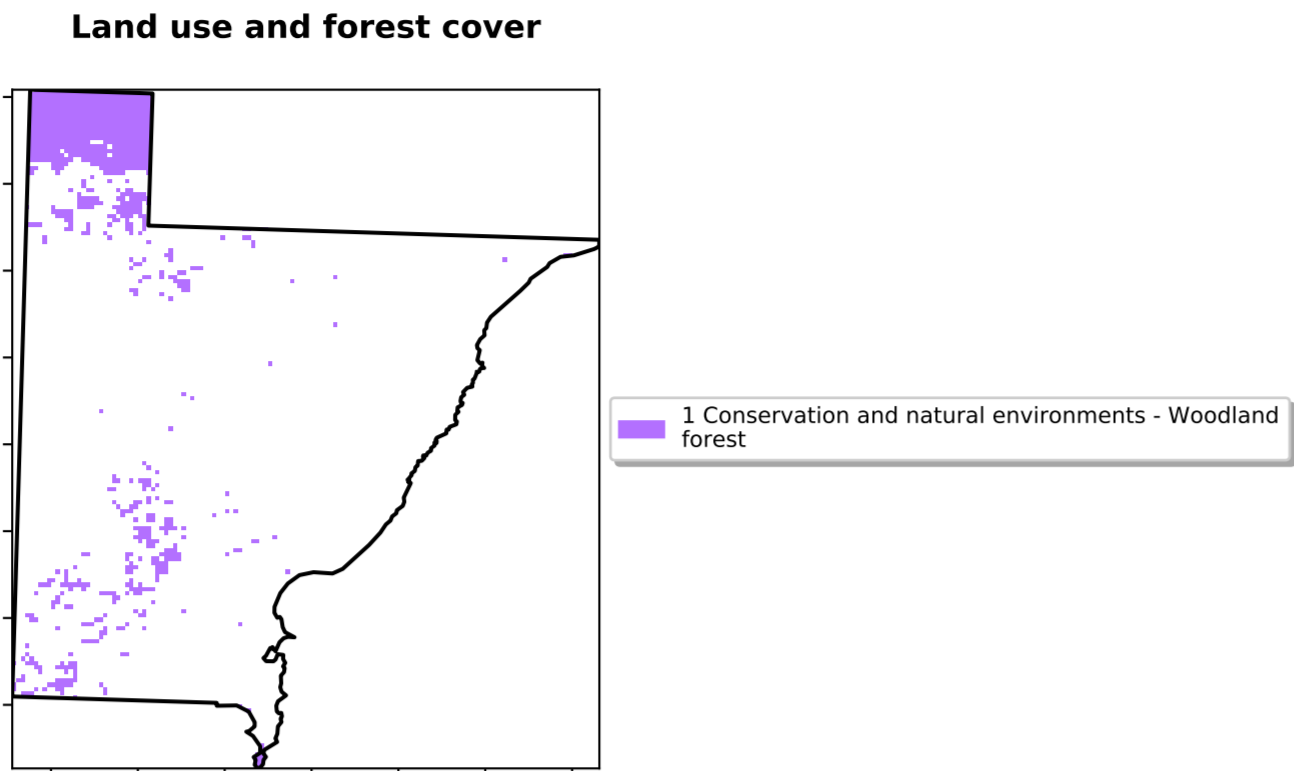 Land use and forest cover
1 Conservation and natural environments - Woodland
forest